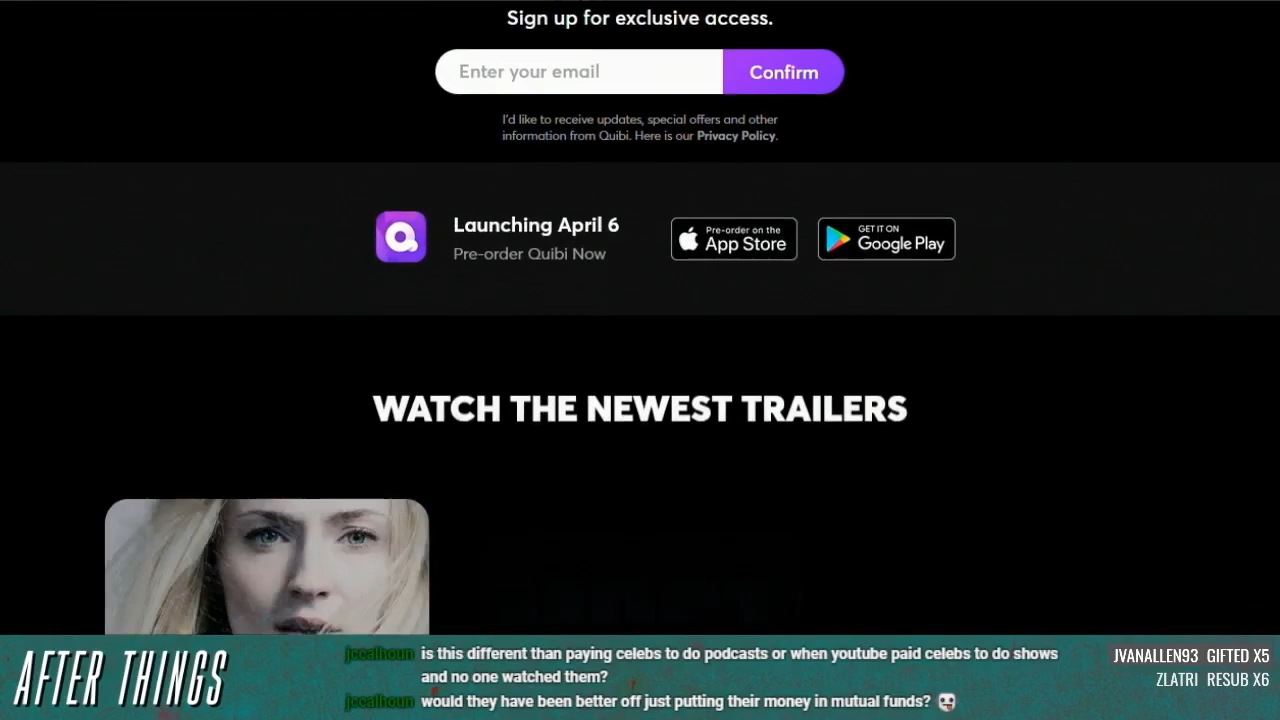 Sign up for exclusive access.
Enter your email
Confirm
I'd like to receive updates, special offers and other
information from Quibi. Here is our Privacy Policy.
Launching April 6
Pre-order Quibi Now
Pre-order on the
App Store
GET IT ON
Google Play
WATCH THE NEWEST TRAILERS
AFTER THINGS
jccalhoun is this different than paying celebs to do podcasts or when youtube paid celebs to do shows
and no one watched them?
jccalhoun would they have been better off just putting their money in mutual funds?
JVANALLEN93 GIFTED X5
ZLATRI RESUB X6